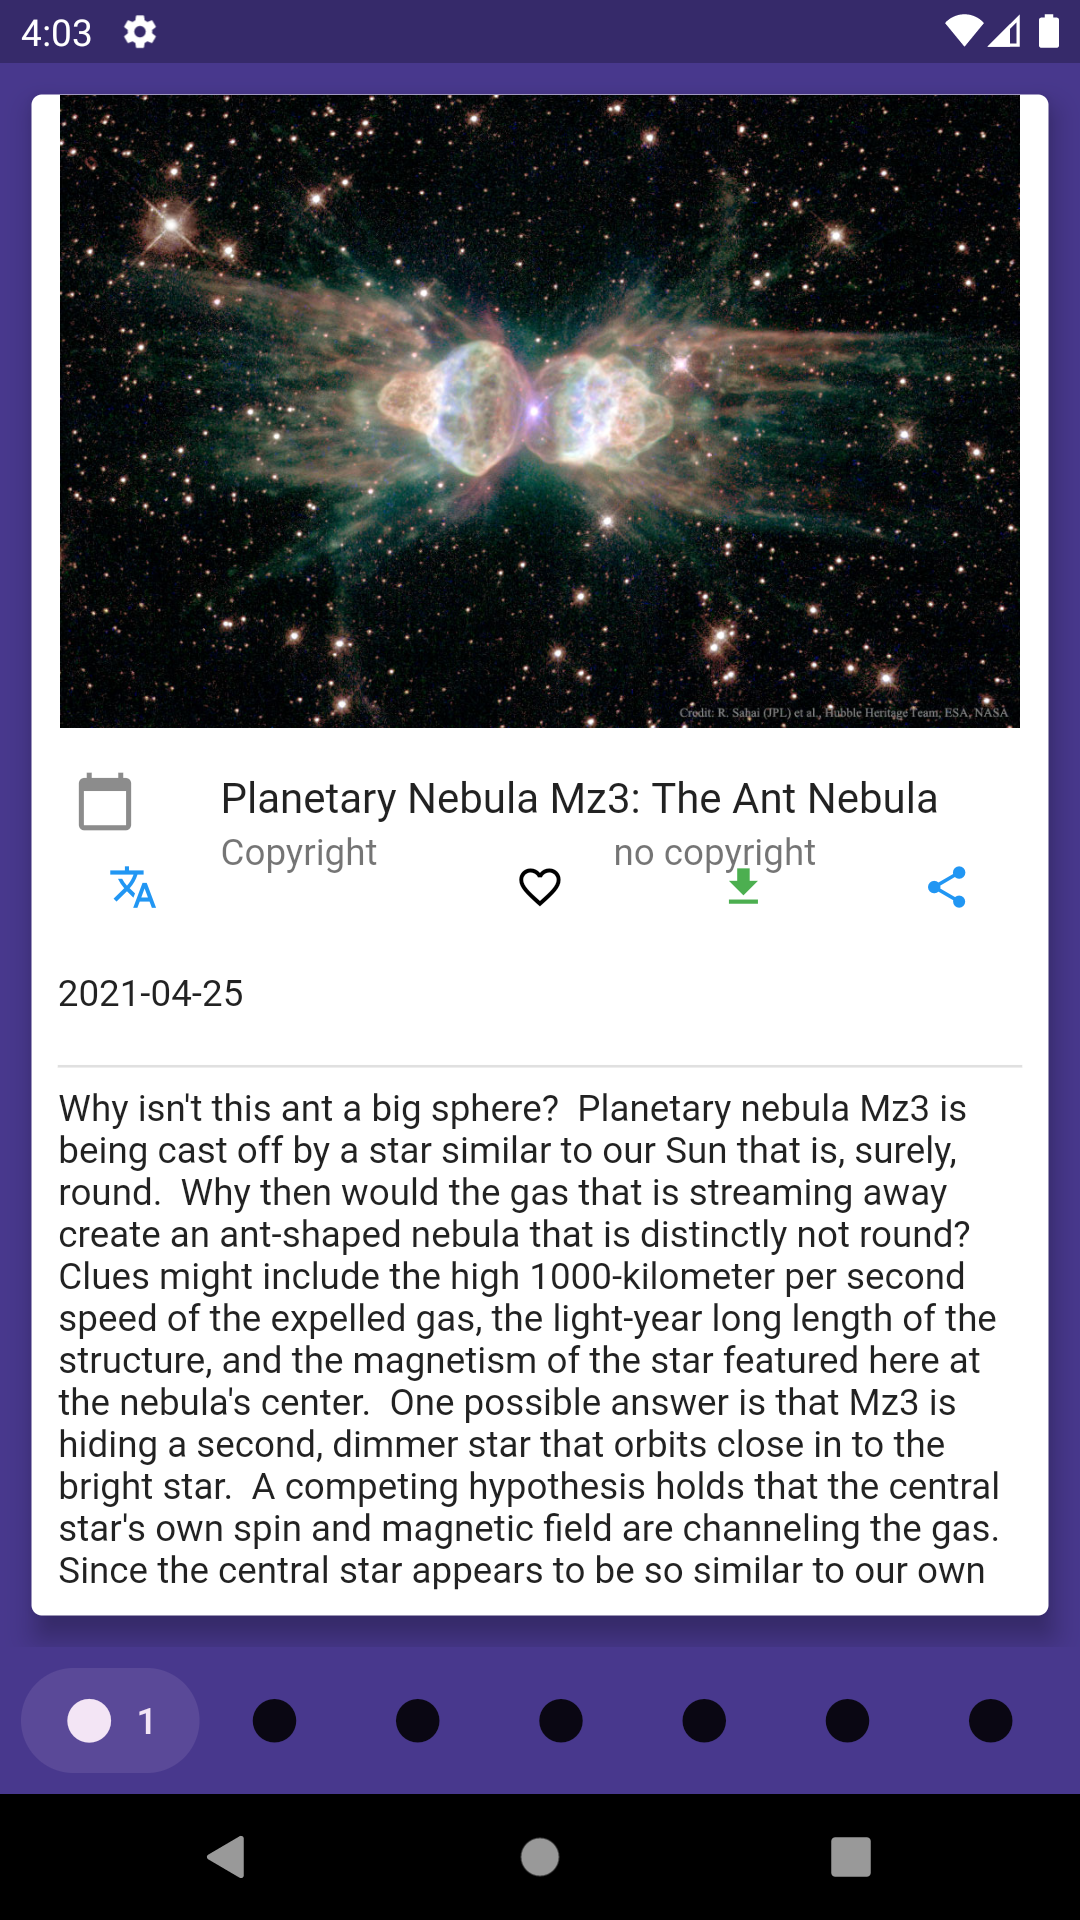 4:03
Credit: R. Sahai (JPL) et al., Hubble Heritage Team, ESA, NASA
Planetary Nebula Mz3: The Ant Nebula
Copyright no copyright
2021-04-25
Why isn't this ant a big sphere?  Planetary nebula Mz3 is
being cast off by a star similar to our Sun that is, surely,
round.  Why then would the gas that is streaming away
create an ant-shaped nebula that is distinctly not round?
Clues might include the high 1000-kilometer per second
speed of the expelled gas, the light-year long length of the
structure, and the magnetism of the star featured here at
the nebula's center.  One possible answer is that Mz3 is
hiding a second, dimmer star that orbits close in to the
bright star.  A competing hypothesis holds that the central
star's own spin and magnetic field are channeling the gas.
Since the central star appears to be so similar to our own
1